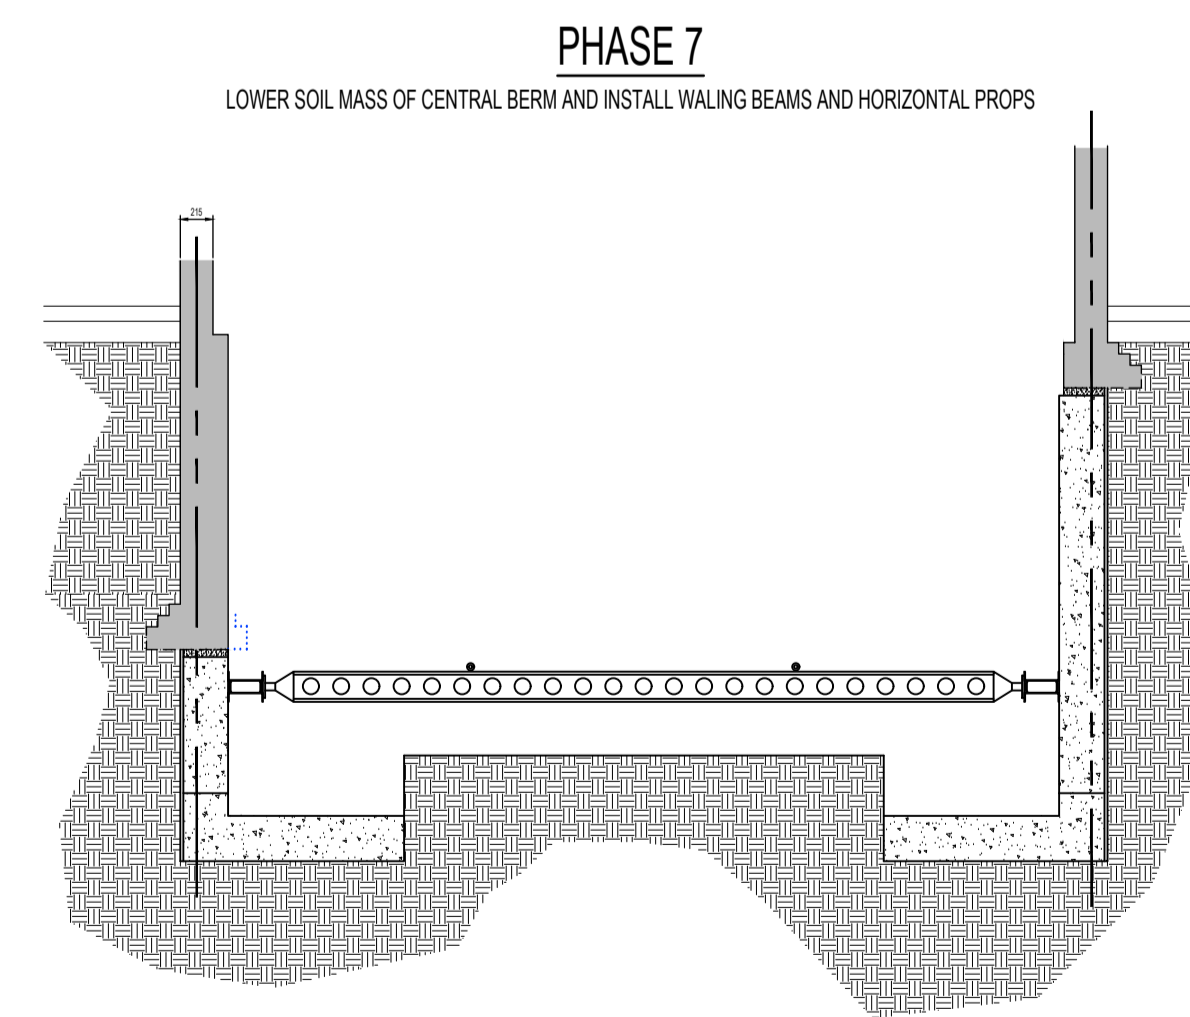 PHASE 7
LOWER SOIL MASS OF CENTRAL BERM AND INSTALL WALING BEAMS AND HORIZONTAL PROPS
215